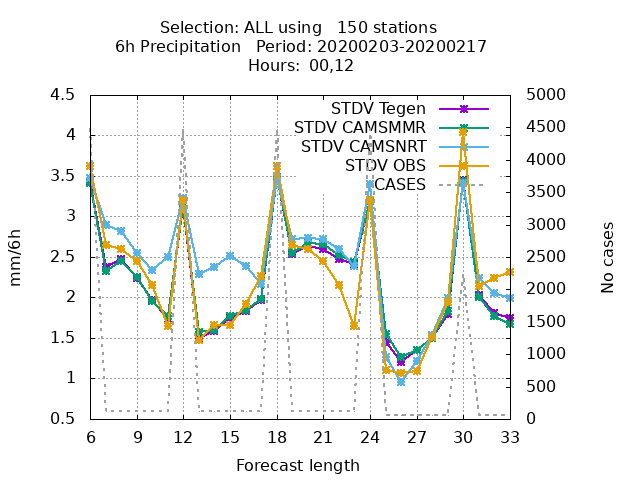 Selection: ALL using   150 stations
6h Precipitation   Period: 20200203-20200217
Hours:  00,12
4.5
4
3.5
3
2.5
2
1.5
1
0.5
mm/6h
STDV Tegen
STDV CAMSMMR
STDV CAMSNRT
STDV OBS
CASES
5000
4500
4000
3500
3000
2500
2000
1500
1000
500
0
No cases
6 9 12 15 18 21 24 27 30 33
Forecast length